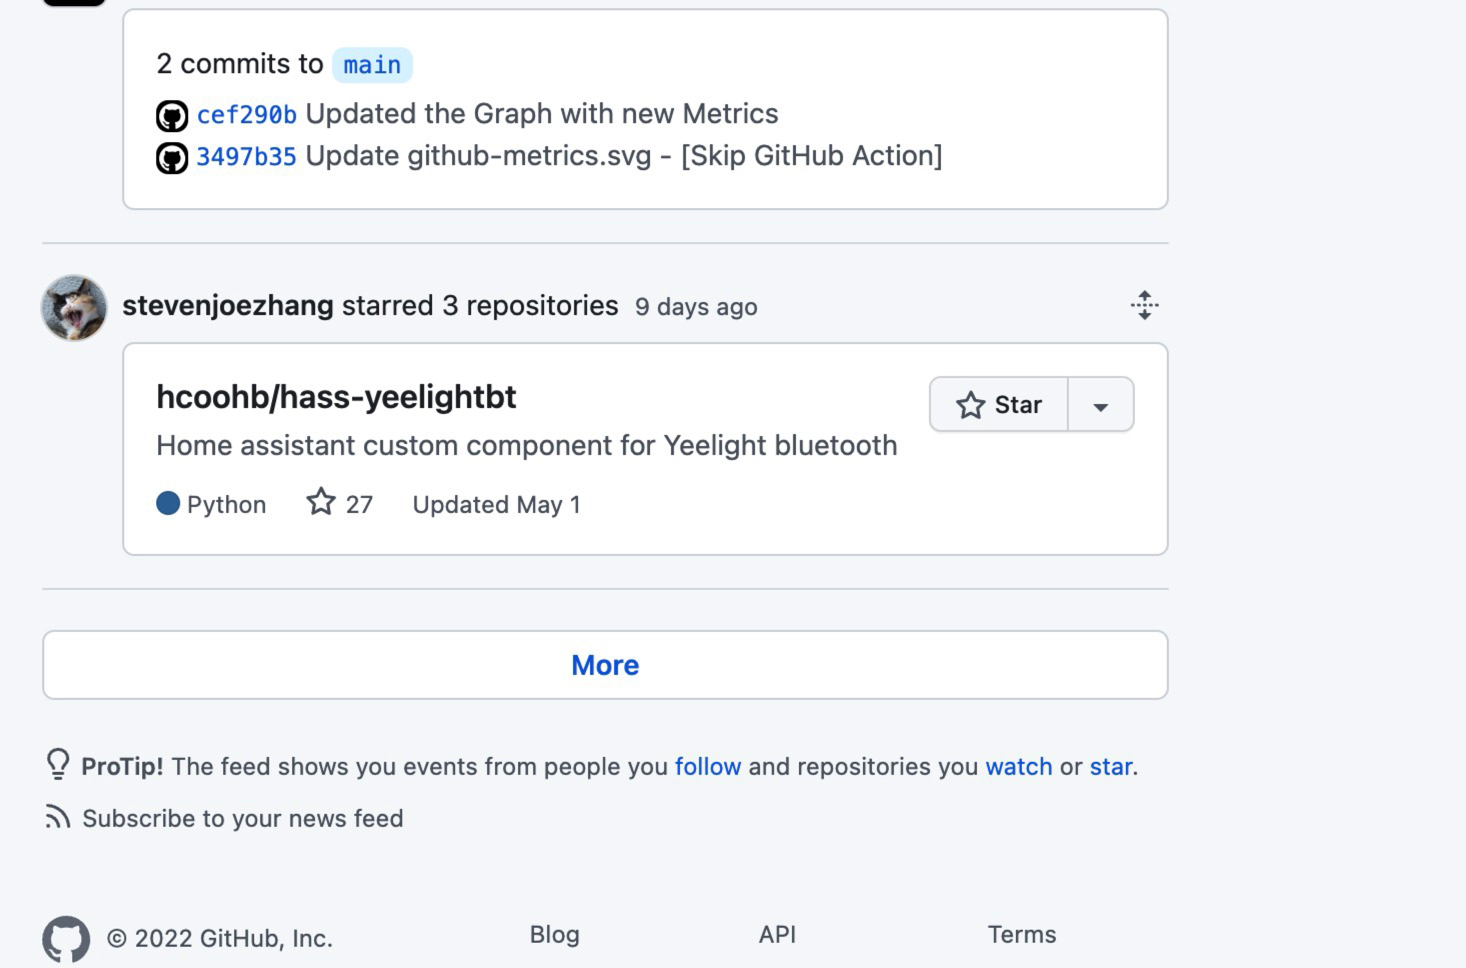 2 commits to main
cef290b Updated the Graph with new Metrics
3497b35 Update github-metrics.svg - [Skip GitHub Action]
stevenjoezhang starred 3 repositories 9 days ago
hcoohb/hass-yeelightbt
Star
Home assistant custom component for Yeelight bluetooth
Python 27 Updated May 1
More
ProTip! The feed shows you events from people you follow and repositories you watch or star.
Subscribe to your news feed
© 2022 GitHub, Inc. Blog API Terms